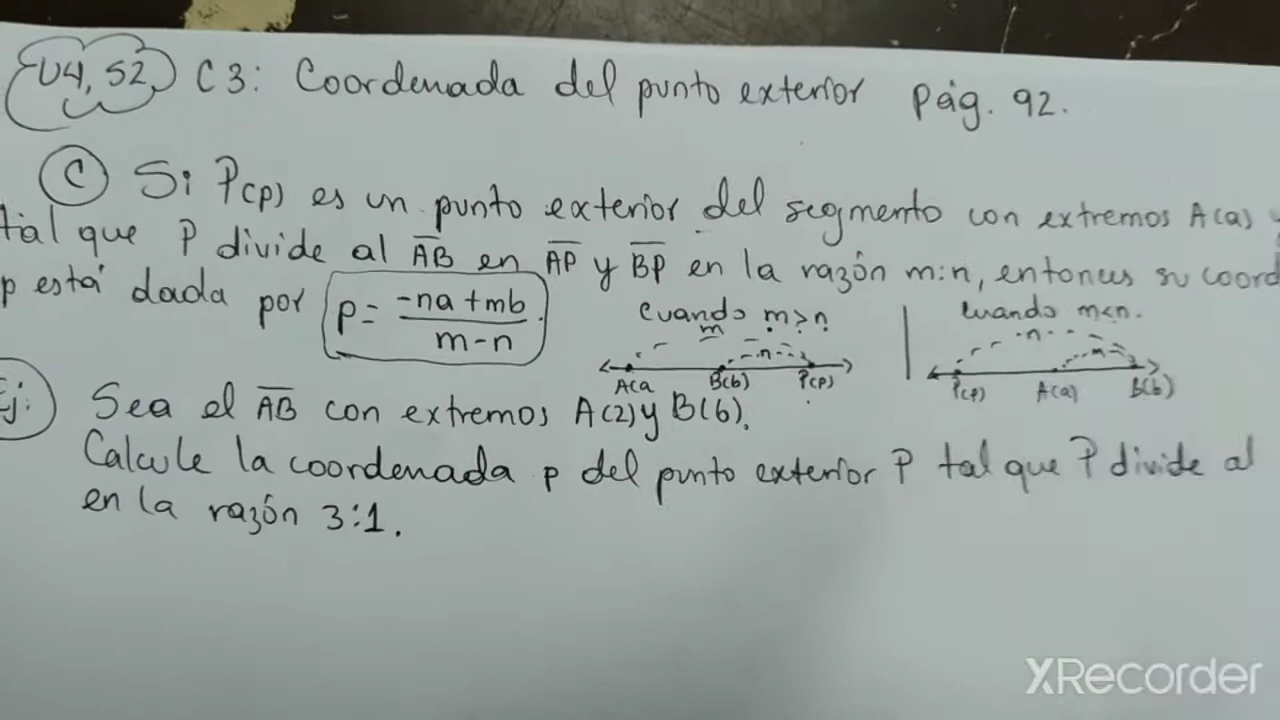 U4, S2, C3: Coordenada del punto exterior Pág. 92.
C Si P(p) es un punto exterior del segmento con extremos A(a) y
tal que P divide al AB en AP y BP en la razón m:n, entonces su coord
p está dada por p = -na + mb / m - n .
cuando m > n
m
n
A(a
B(b)
P(p)
cuando m < n.
n
m
P(p)
A(a)
B(b)
Ej:
Sea el AB con extremos A(2) y B(6).
Calcule la coordenada p del punto exterior P tal que P divide al
en la razón 3:1.
XRecorder